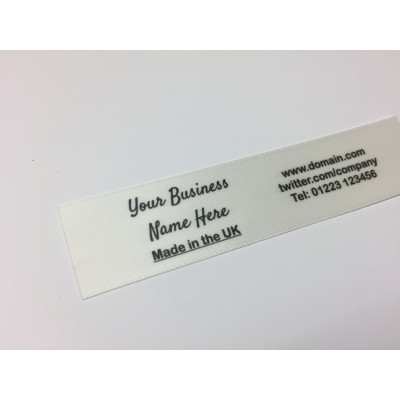 Your Business
Name Here
Made in the UK
www.domain.com
twitter.com/company
Tel: 01223 123456